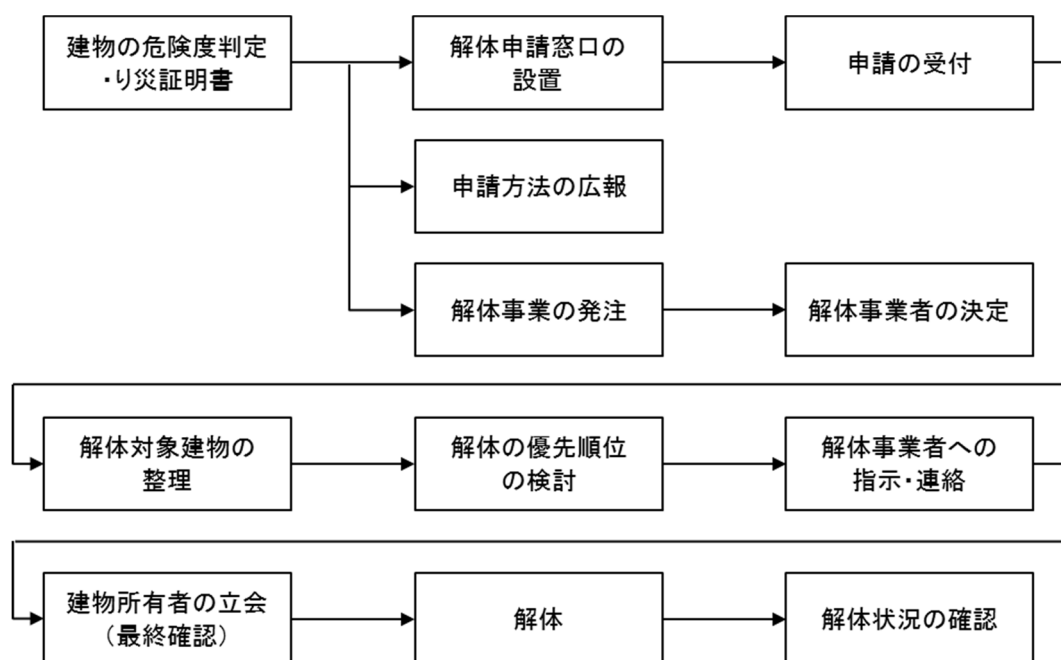 建物の危険度判定
・り災証明書
解体申請窓口の
設置
申請の受付
申請方法の広報
解体事業の発注
解体事業者の決定
解体対象建物の
整理
解体の優先順位
の検討
解体事業者への
指示・連絡
建物所有者の立会
（最終確認）
解体
解体状況の確認